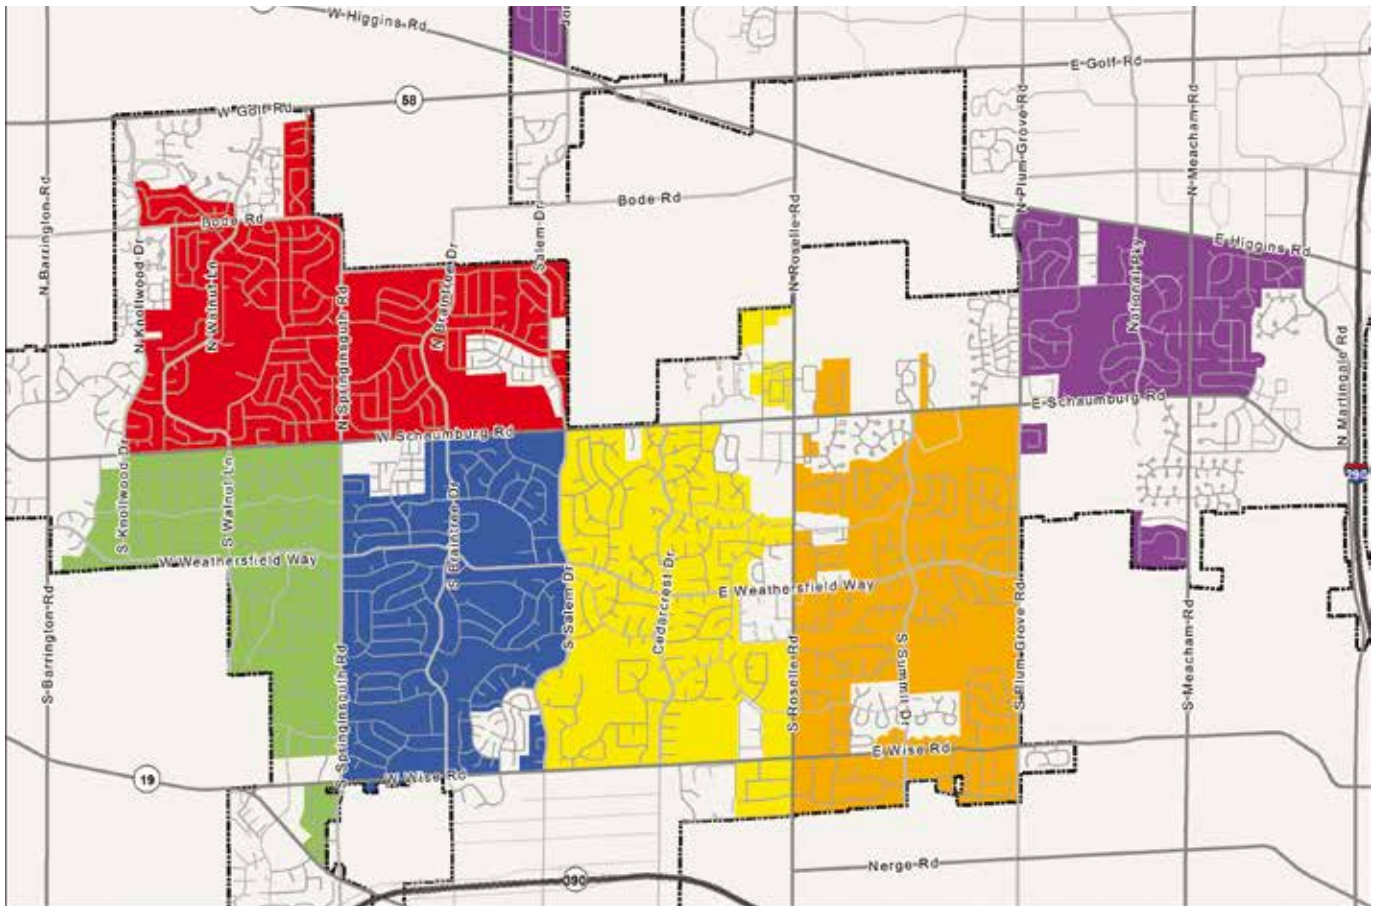 W Higgins Rd
E Golf Rd
58
W Golf Rd
N Plum Grove Rd
N Meacham Rd
N Barrington Rd
Bode Rd
Bode Rd
Salem Dr
N Roselle Rd
E Higgins Rd
N Knollwood Dr
N Walnut Ln
N Braintree Dr
National Pky
N Springinsguth Rd
N Martingale Rd
E Schaumburg Rd
W Schaumburg Rd
S Knollwood Dr
S Walnut Ln
S Braintree Dr
W Weathersfield Way
S Salem Dr
Cedarcrest Dr
E Weathersfield Way
S Barrington Rd
S Springinsguth Rd
S Roselle Rd
S Summit Dr
S Plum Grove Rd
S Meacham Rd
E Wise Rd
19
W Wise Rd
Nerge Rd
390